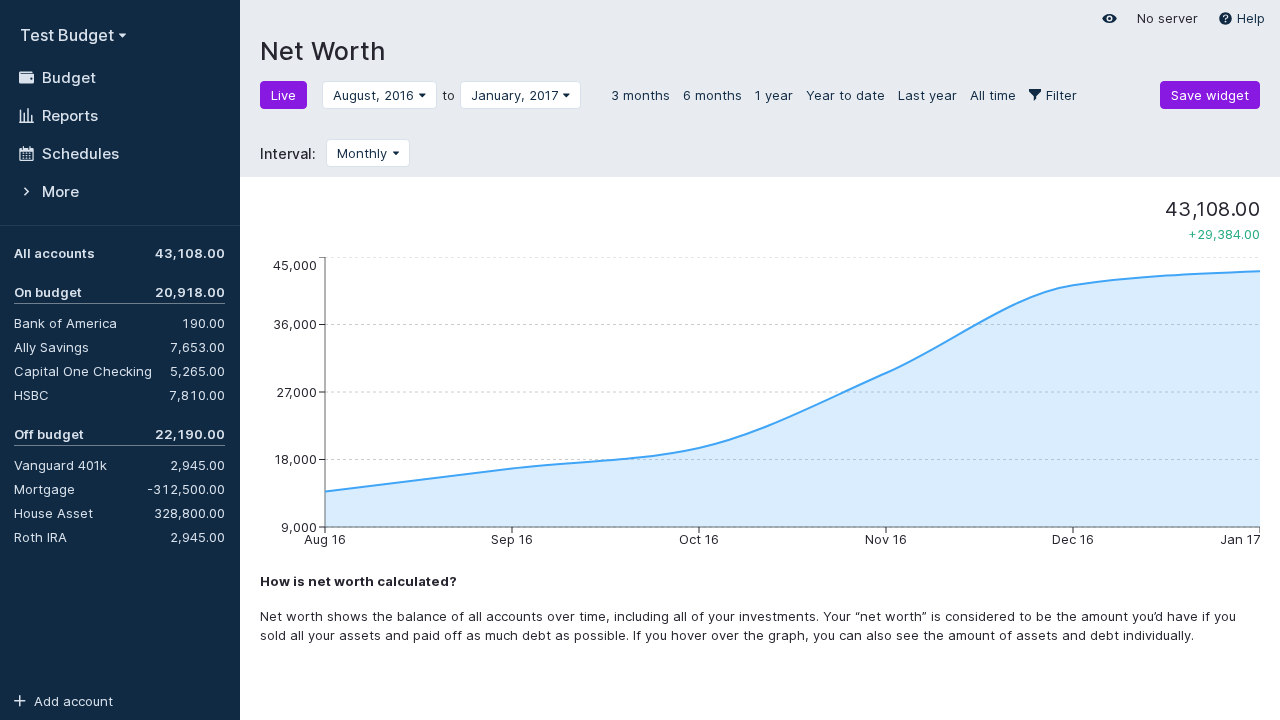 Test Budget
Budget
Reports
Schedules
More
All accounts 43,108.00
On budget 20,918.00
Bank of America 190.00
Ally Savings 7,653.00
Capital One Checking 5,265.00
HSBC 7,810.00
Off budget 22,190.00
Vanguard 401k 2,945.00
Mortgage -312,500.00
House Asset 328,800.00
Roth IRA 2,945.00
Add account
No server Help
Net Worth
Live August, 2016 to January, 2017 3 months 6 months 1 year Year to date Last year All time Filter Save widget
Interval: Monthly
43,108.00
+29,384.00
45,000
36,000
27,000
18,000
9,000
Aug 16 Sep 16 Oct 16 Nov 16 Dec 16 Jan 17
How is net worth calculated?
Net worth shows the balance of all accounts over time, including all of your investments. Your “net worth” is considered to be the amount you’d have if you
sold all your assets and paid off as much debt as possible. If you hover over the graph, you can also see the amount of assets and debt individually.